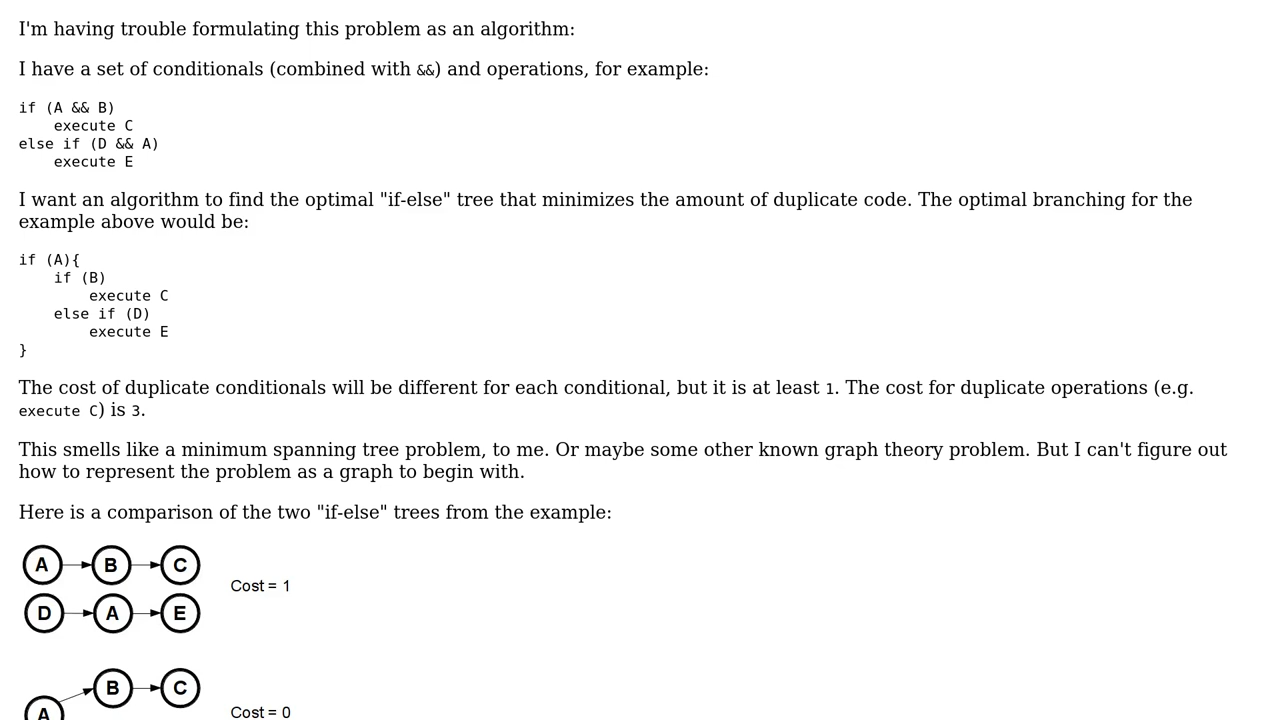 I'm having trouble formulating this problem as an algorithm:
I have a set of conditionals (combined with &&) and operations, for example:
if (A && B)
    execute C
else if (D && A)
    execute E
I want an algorithm to find the optimal "if-else" tree that minimizes the amount of duplicate code. The optimal branching for the
example above would be:
if (A){
    if (B)
        execute C
    else if (D)
        execute E
}
The cost of duplicate conditionals will be different for each conditional, but it is at least 1. The cost for duplicate operations (e.g.
execute C) is 3.
This smells like a minimum spanning tree problem, to me. Or maybe some other known graph theory problem. But I can't figure out
how to represent the problem as a graph to begin with.
Here is a comparison of the two "if-else" trees from the example:
A B C
Cost = 1
D A E
B C
A
Cost = 0